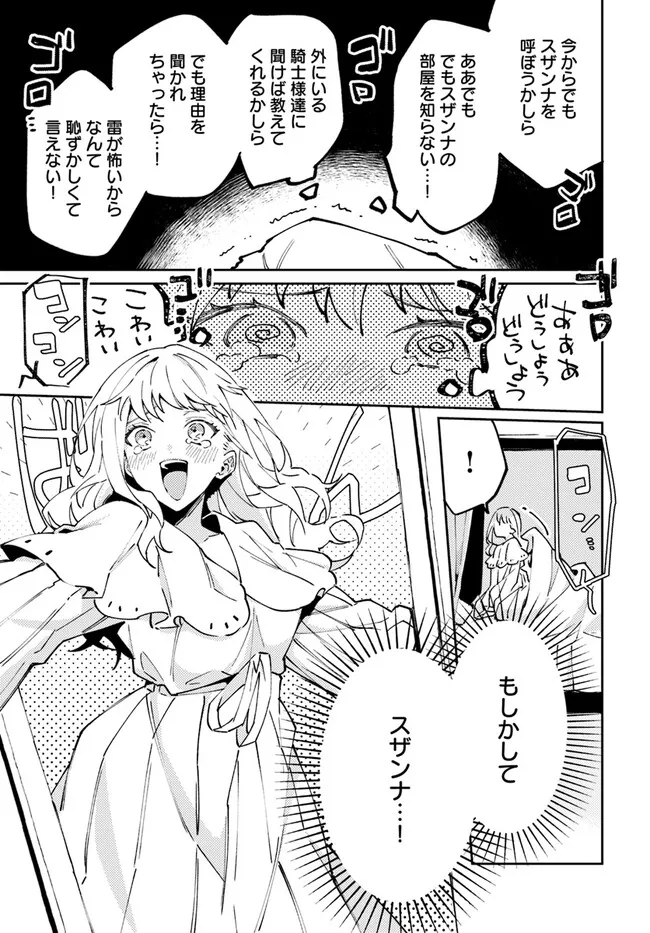 今からでも
スザンナを
呼ぼうかしら
ああでも
でもスザンナの
部屋を知らない…!
外にいる
騎士様達に
聞けば教えて
くれるかしら
でも理由を
聞かれ
ちゃったら…!
雷が怖いから
なんて
恥ずかしくて
言えない!
ゴロ
ゴロ
ゴロ
ゴロ
ゴロ
ゴロ
あああ
どうしよう
どうしよう
こわい
こわい
コンコン
コンッ
!
もしかして
スザンナ…!